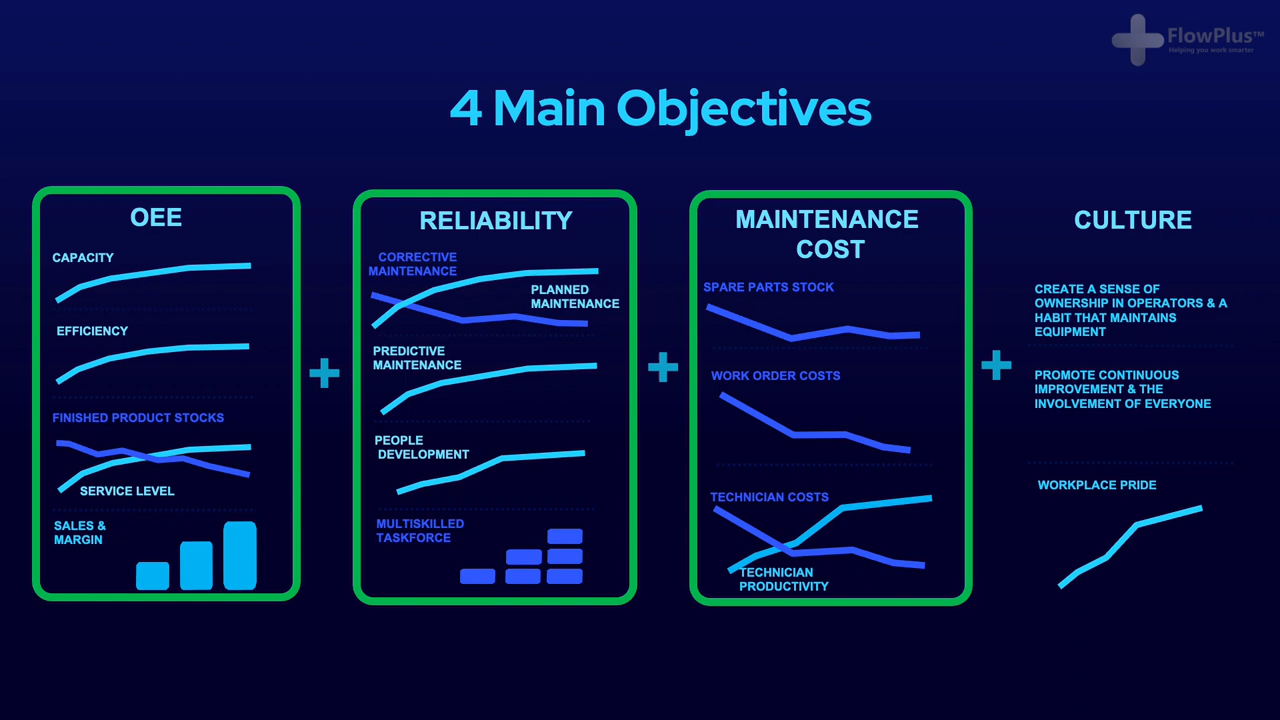 FlowPlus™
Helping you work smarter
4 Main Objectives
OEE
CAPACITY
EFFICIENCY
FINISHED PRODUCT STOCKS
SERVICE LEVEL
SALES &
MARGIN
RELIABILITY
CORRECTIVE
MAINTENANCE
PLANNED
MAINTENANCE
PREDICTIVE
MAINTENANCE
PEOPLE
DEVELOPMENT
MULTISKILLED
TASKFORCE
MAINTENANCE
COST
SPARE PARTS STOCK
WORK ORDER COSTS
TECHNICIAN COSTS
TECHNICIAN
PRODUCTIVITY
CULTURE
CREATE A SENSE OF
OWNERSHIP IN OPERATORS & A
HABIT THAT MAINTAINS
EQUIPMENT
PROMOTE CONTINUOUS
IMPROVEMENT & THE
INVOLVEMENT OF EVERYONE
WORKPLACE PRIDE